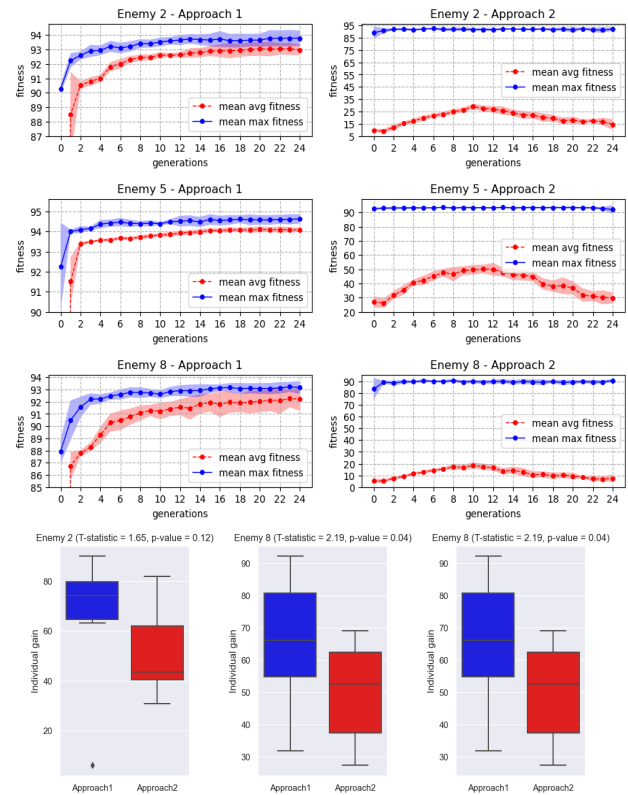 Enemy 2 - Approach 1
94
93
92
91
90
89
88
87
fitness
0 2 4 6 8 10 12 14 16 18 20 22 24
generations
mean avg fitness
mean max fitness
Enemy 2 - Approach 2
95
85
75
65
55
45
35
25
15
5
fitness
0 2 4 6 8 10 12 14 16 18 20 22 24
generations
mean avg fitness
mean max fitness
Enemy 5 - Approach 1
95
94
93
92
91
90
fitness
0 2 4 6 8 10 12 14 16 18 20 22 24
generations
mean avg fitness
mean max fitness
Enemy 5 - Approach 2
90
80
70
60
50
40
30
20
fitness
0 2 4 6 8 10 12 14 16 18 20 22 24
generations
mean avg fitness
mean max fitness
Enemy 8 - Approach 1
94
93
92
91
90
89
88
87
86
85
fitness
0 2 4 6 8 10 12 14 16 18 20 22 24
generations
mean avg fitness
mean max fitness
Enemy 8 - Approach 2
90
80
70
60
50
40
30
20
10
0
fitness
0 2 4 6 8 10 12 14 16 18 20 22 24
generations
mean avg fitness
mean max fitness
Enemy 2 (T-statistic = 1.65, p-value = 0.12)
80
60
40
20
Individual gain
Approach1 Approach2
Enemy 8 (T-statistic = 2.19, p-value = 0.04)
90
80
70
60
50
40
30
Individual gain
Approach1 Approach2
Enemy 8 (T-statistic = 2.19, p-value = 0.04)
90
80
70
60
50
40
30
Individual gain
Approach1 Approach2